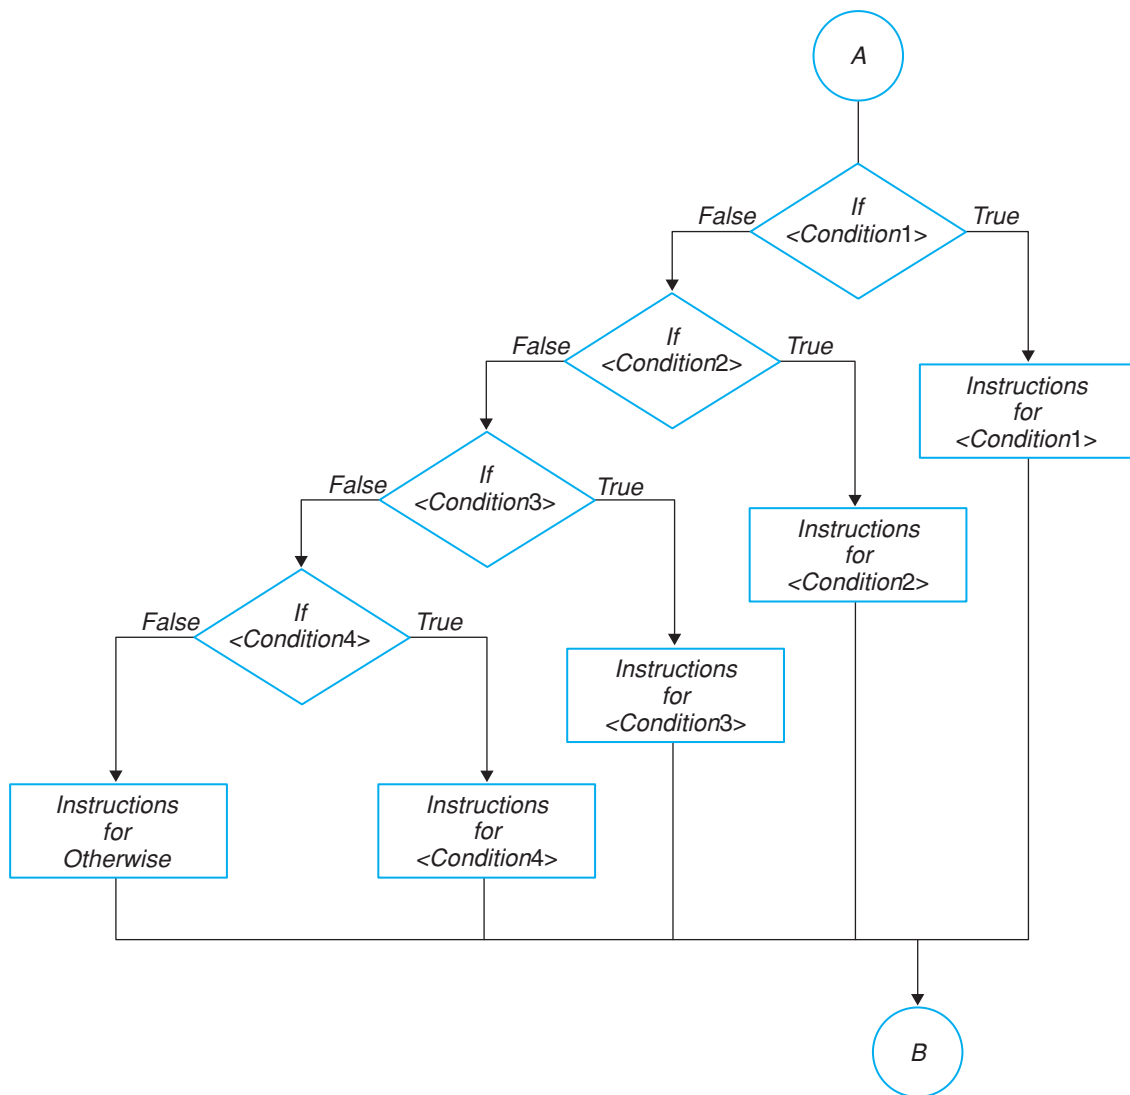 A
If
<Condition1>
False
True
If
<Condition2>
False
True
Instructions
for
<Condition1>
If
<Condition3>
False
True
Instructions
for
<Condition2>
If
<Condition4>
False
True
Instructions
for
<Condition3>
Instructions
for
Otherwise
Instructions
for
<Condition4>
B